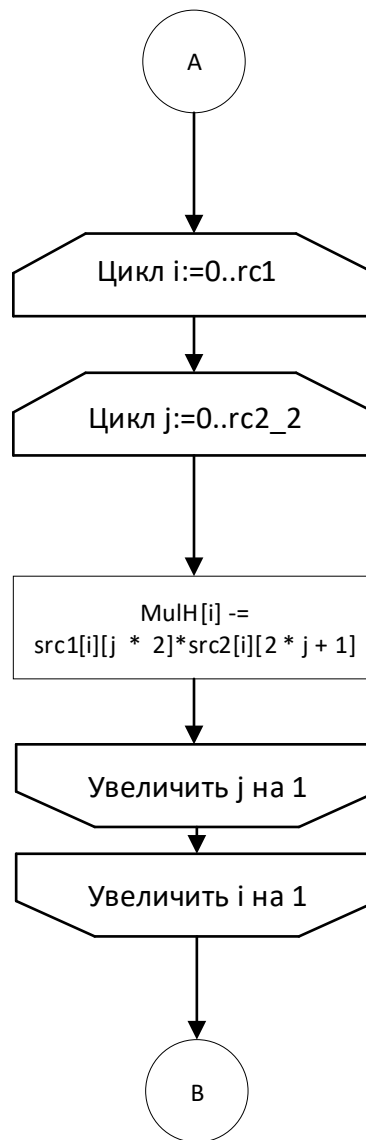 A
Цикл i:=0..rc1
Цикл j:=0..rc2_2
MulH[i] -=
src1[i][j * 2]*src2[i][2 * j + 1]
Увеличить j на 1
Увеличить i на 1
B